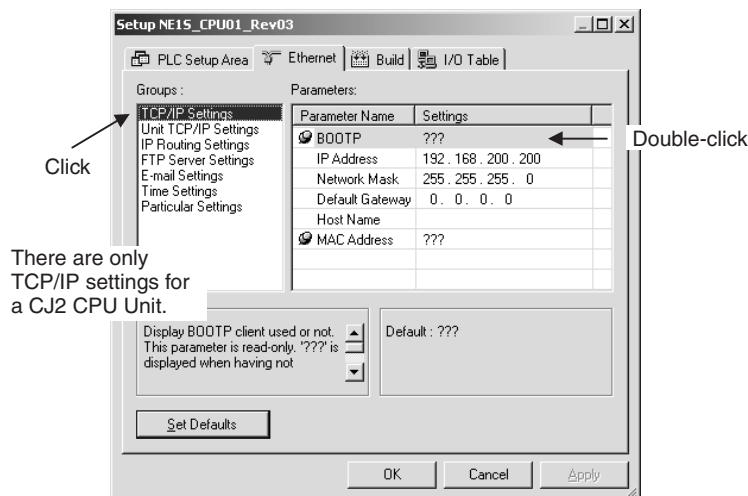 Setup NE1S_CPU01_Rev03
PLC Setup Area Ethernet Build I/O Table
Groups :
TCP/IP Settings
Unit TCP/IP Settings
IP Routing Settings
FTP Server Settings
E-mail Settings
Time Settings
Particular Settings
Parameters:
Parameter Name Settings
BOOTP ???
IP Address 192 . 168 . 200 . 200
Network Mask 255 . 255 . 255 . 0
Default Gateway 0 . 0 . 0 . 0
Host Name
MAC Address ???
Click
Double-click
There are only
TCP/IP settings for
a CJ2 CPU Unit.
Display BOOTP client used or not.
This parameter is read-only. '???' is
displayed when having not
Default : ???
Set Defaults
OK Cancel Apply